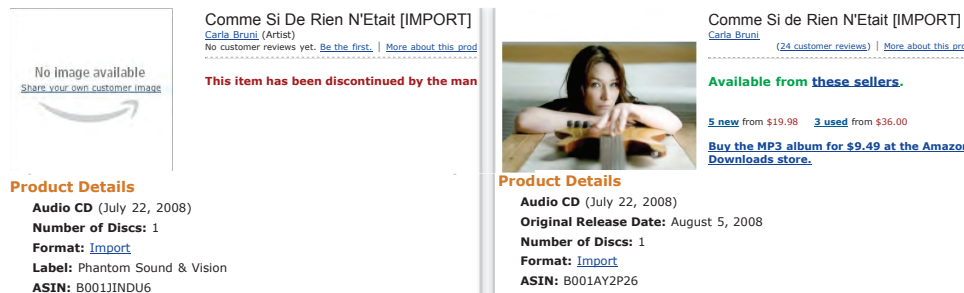 Comme Si De Rien N'Etait [IMPORT]
Carla Bruni (Artist)
No customer reviews yet. Be the first. | More about this prod
No image available
Share your own customer image
This item has been discontinued by the man
Product Details
Audio CD (July 22, 2008)
Number of Discs: 1
Format: Import
Label: Phantom Sound & Vision
ASIN: B001JINDU6
Comme Si de Rien N'Etait [IMPORT]
Carla Bruni
(24 customer reviews) | More about this pro
Available from these sellers.
5 new from $19.98 3 used from $36.00
Buy the MP3 album for $9.49 at the Amazon
Downloads store.
Product Details
Audio CD (July 22, 2008)
Original Release Date: August 5, 2008
Number of Discs: 1
Format: Import
ASIN: B001AY2P26